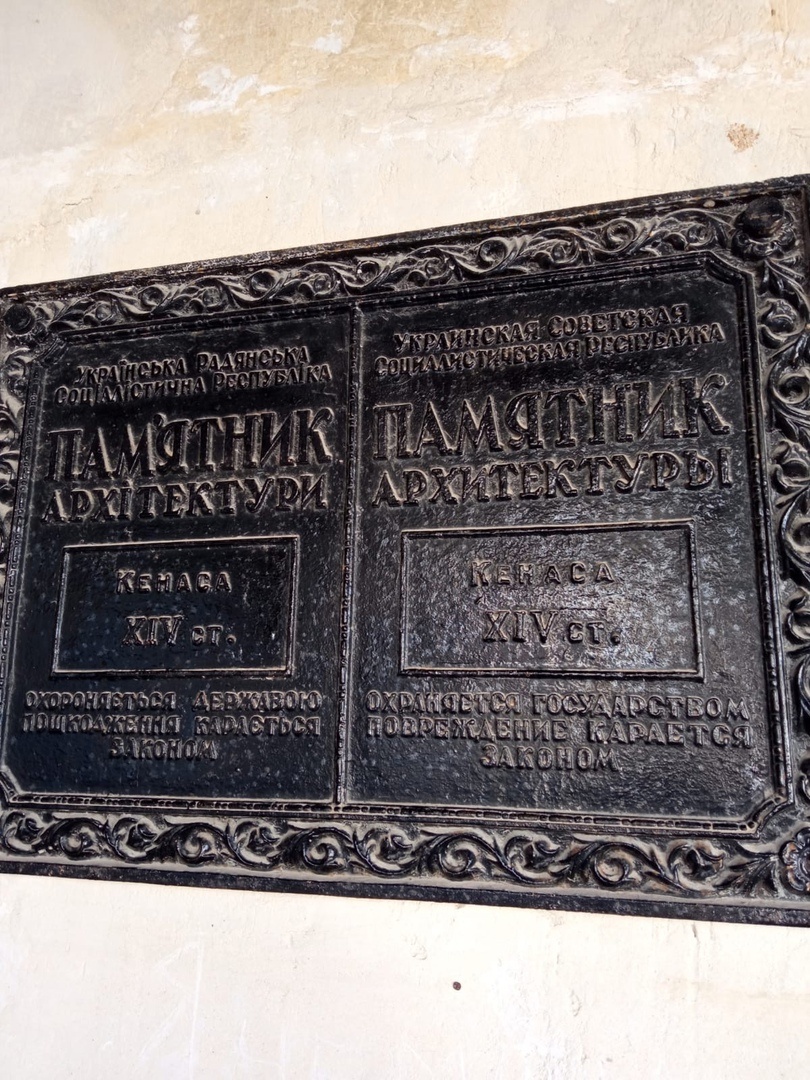 Українська Радянська
Соціалістична Республіка
ПАМ'ЯТНИК
АРХІТЕКТУРИ
Кенаса
XIV ст.
ОХОРОНЯЄТЬСЯ ДЕРЖАВОЮ
ПОШКОДЖЕННЯ КАРАЄТЬСЯ
ЗАКОНОМ
Украинская Советская
Социалистическая Республика
ПАМЯТНИК
АРХИТЕКТУРЫ
Кенаса
XIV ст.
ОХРАНЯЕТСЯ ГОСУДАРСТВОМ
ПОВРЕЖДЕНИЕ КАРАЕТСЯ
ЗАКОНОМ